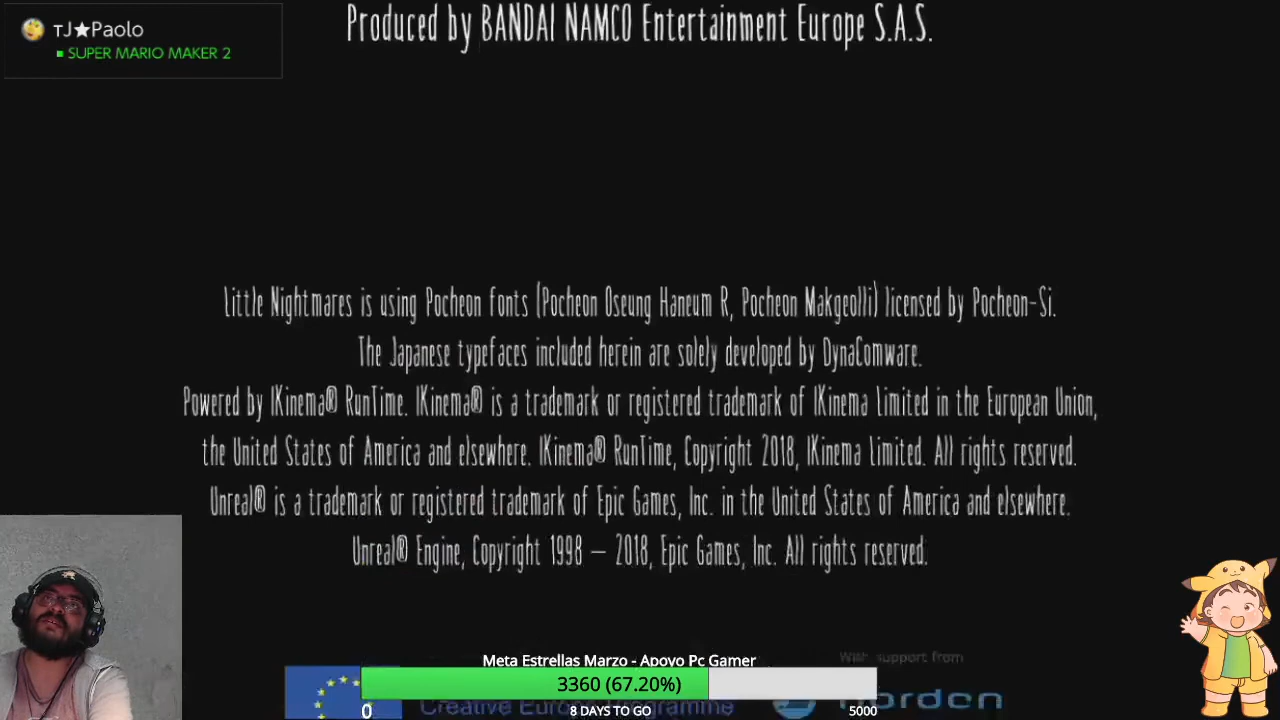 TJ★Paolo
SUPER MARIO MAKER 2
Produced by BANDAI NAMCO Entertainment Europe S.A.S.
Little Nightmares is using Pocheon fonts (Pocheon Oseung Haneum R, Pocheon Makgeolli) licensed by Pocheon-Si.
The Japanese typefaces included herein are solely developed by DynaComware.
Powered by IKinema® RunTime. IKinema® is a trademark or registered trademark of IKinema Limited in the European Union,
the United States of America and elsewhere. IKinema® RunTime, Copyright 2018, IKinema Limited. All rights reserved.
Unreal® is a trademark or registered trademark of Epic Games, Inc. in the United States of America and elsewhere.
Unreal® Engine, Copyright 1998 – 2018, Epic Games, Inc. All rights reserved.
With support from
Meta Estrellas Marzo - Apoyo Pc Gamer
3360 (67.20%)
Creative Europe Programme
0 8 DAYS TO GO 5000